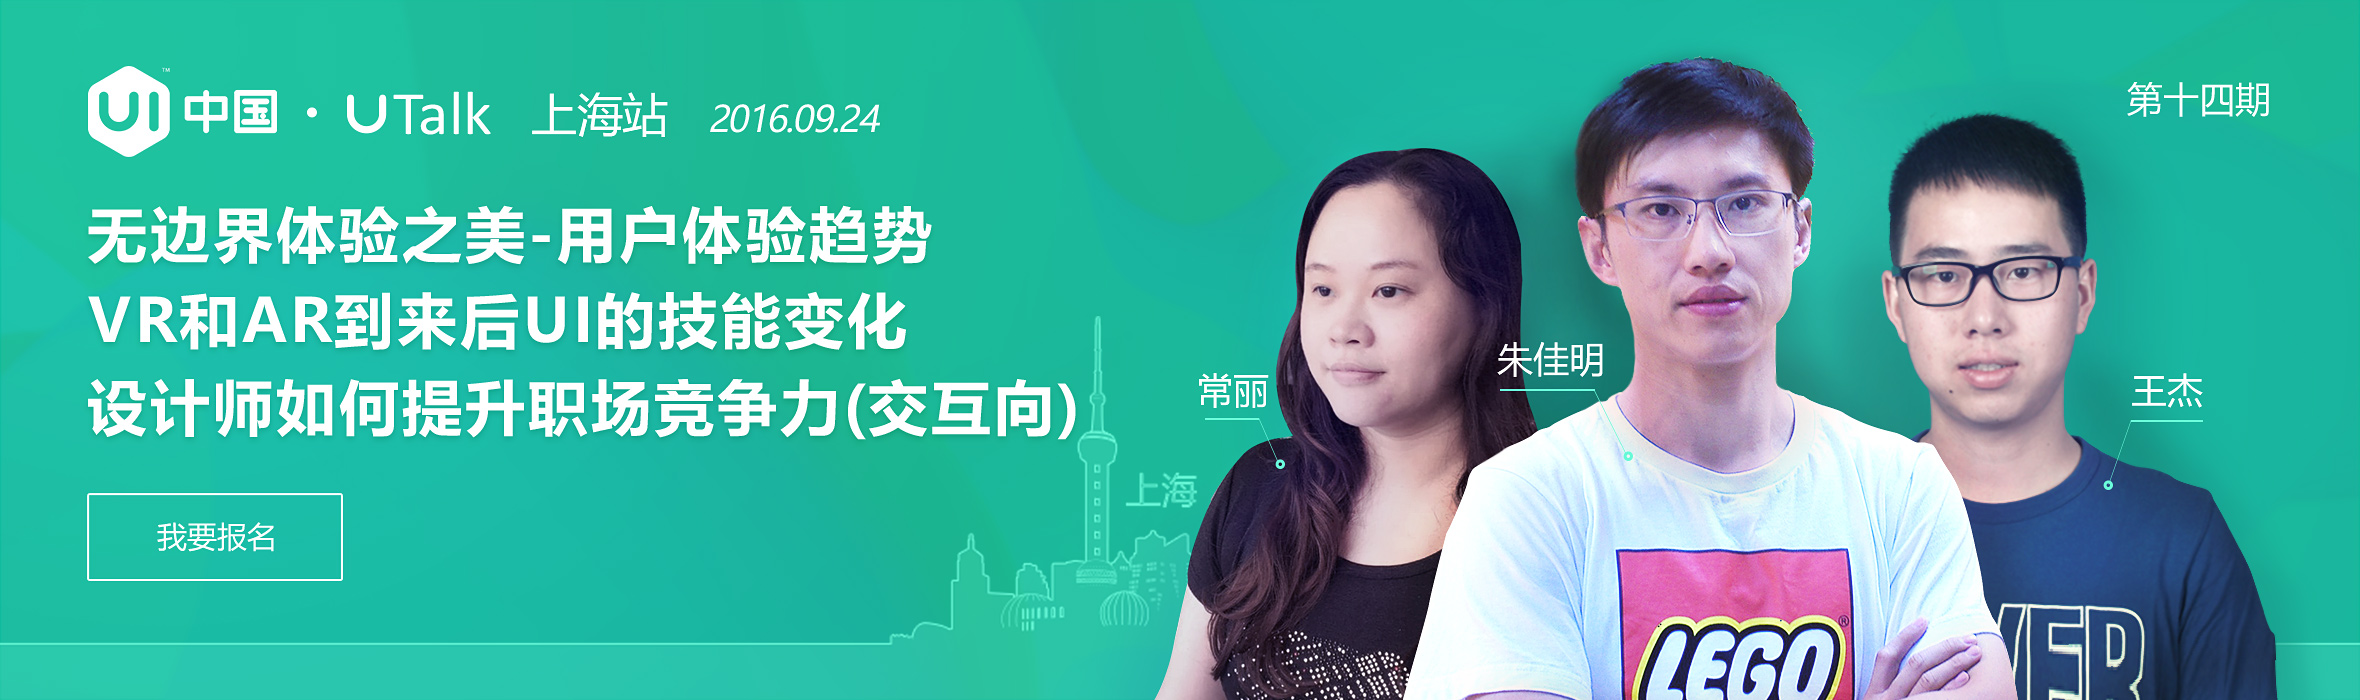 UI中国 · UTalk 上海站 2016.09.24
第十四期
无边界体验之美-用户体验趋势
VR和AR到来后UI的技能变化
设计师如何提升职场竞争力(交互向)
我要报名
上海
常丽
朱佳明
王杰
LEGO®